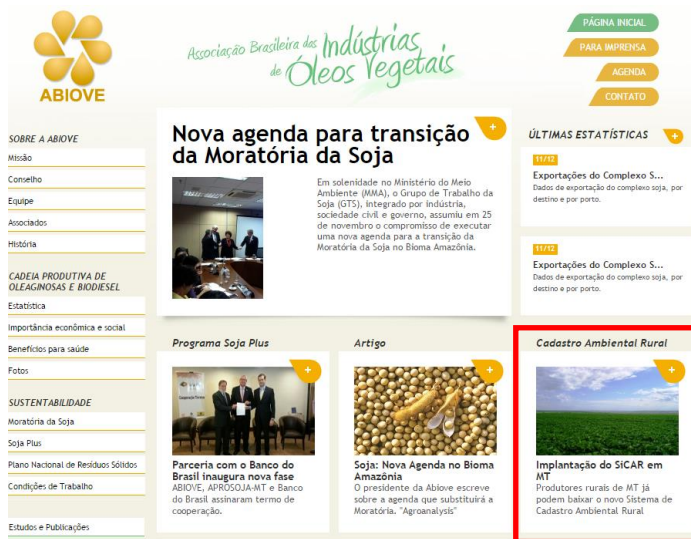 ABIOVE
Associação Brasileira das Indústrias
de Óleos Vegetais
PÁGINA INICIAL
PARA IMPRENSA
AGENDA
CONTATO
SOBRE A ABIOVE
Missão
Conselho
Equipe
Associados
História
CADEIA PRODUTIVA DE
OLEAGINOSAS E BIODIESEL
Estatística
Importância econômica e social
Benefícios para saúde
Fotos
SUSTENTABILIDADE
Moratória da Soja
Soja Plus
Plano Nacional de Resíduos Sólidos
Condições de Trabalho
Estudos e Publicações
Nova agenda para transição
da Moratória da Soja
+
Em solenidade no Ministério do Meio
Ambiente (MMA), o Grupo de Trabalho da
Soja (GTS), integrado por indústria,
sociedade civil e governo, assumiu em 25
de novembro o compromisso de executar
uma nova agenda para a transição da
Moratória da Soja no Bioma Amazônia.
ÚLTIMAS ESTATÍSTICAS +
11/12
Exportações do Complexo S...
Dados de exportação do complexo soja, por
destino e por porto.
11/12
Exportações do Complexo S...
Dados de exportação do complexo soja, por
destino e por porto.
Programa Soja Plus
+
Parceria com o Banco do
Brasil inaugura nova fase
ABIOVE, APROSOJA-MT e Banco
do Brasil assinaram termo de
cooperação.
Artigo
+
Soja: Nova Agenda no Bioma
Amazônia
O presidente da Abiove escreve
sobre a agenda que substituirá a
Moratória. "Agroanalysis"
Cadastro Ambiental Rural
+
Implantação do SiCAR em
MT
Produtores rurais de MT já
podem baixar o novo Sistema de
Cadastro Ambiental Rural